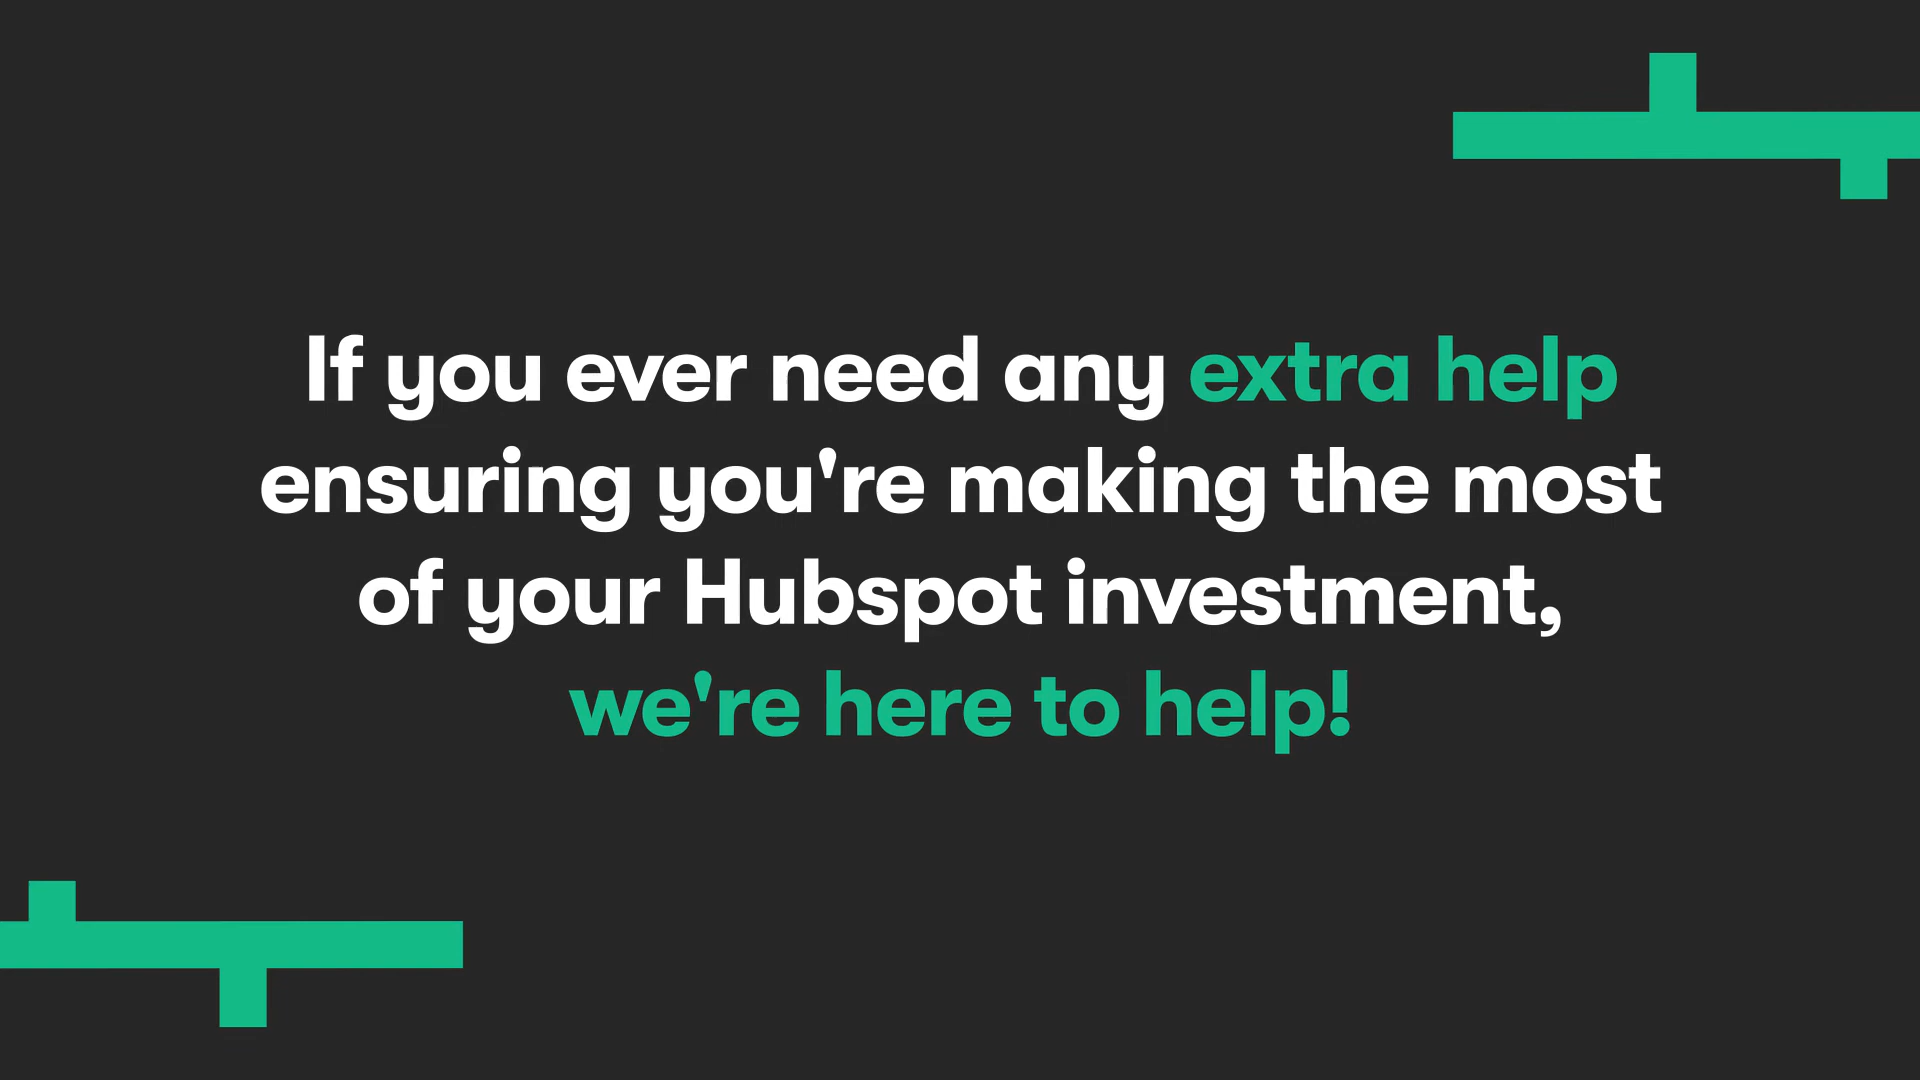 If you ever need any extra help
ensuring you're making the most
of your Hubspot investment,
we're here to help!